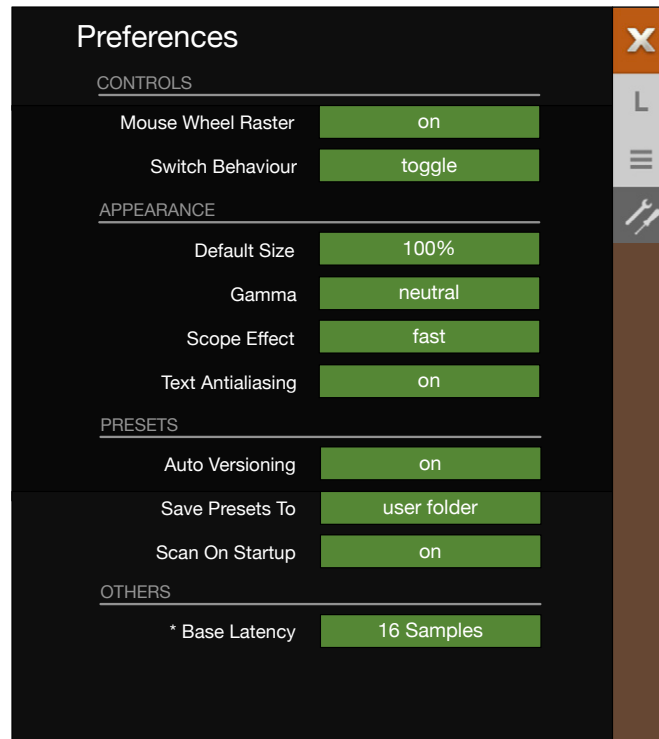 Preferences
X
CONTROLS
L
Mouse Wheel Raster on
Switch Behaviour toggle
APPEARANCE
Default Size 100%
Gamma neutral
Scope Effect fast
Text Antialiasing on
PRESETS
Auto Versioning on
Save Presets To user folder
Scan On Startup on
OTHERS
* Base Latency 16 Samples